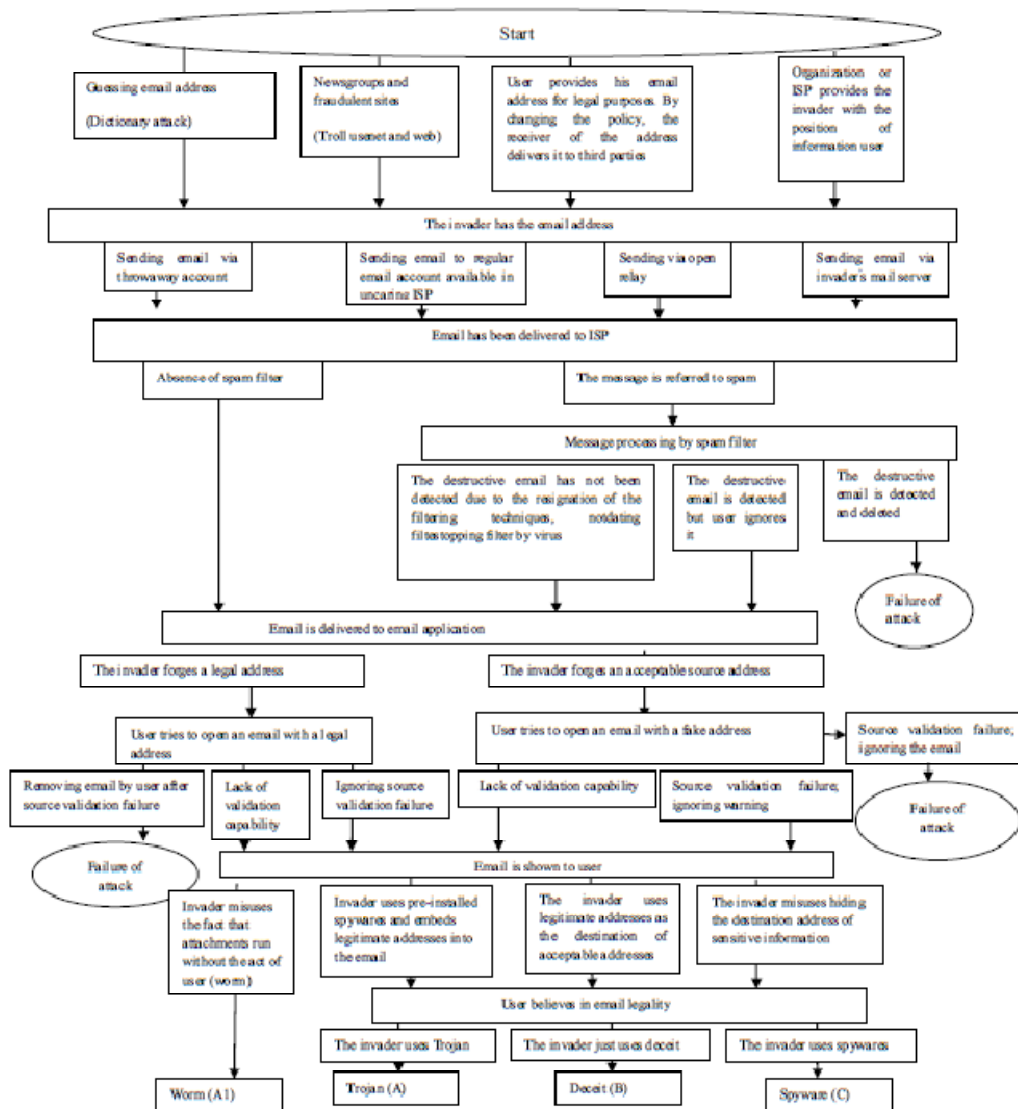 Start
Guessing email address
(Dictionary attack)
Newsgroups and
fraudulent sites
(Troll usenet and web)
User provides his email
address for legal purposes. By
changing the policy, the
receiver of the address
delivers it to third parties
Organization or
ISP provides the
invader with the
position of
information user
The invader has the email address
Sending email via
throwaway account
Sending email to regular
email account available in
uncaring ISP
Sending via open
relay
Sending email via
invader's mail server
Email has been delivered to ISP
Absence of spam filter
The message is referred to spam
Message processing by spam filter
The destructive email has not been
detected due to the resignation of the
filtering techniques,
by virus
The destructive
email is detected
but user ignores
it
The destructive
email is detected
and deleted
Failure of
attack
Email is delivered to email application
The invader forges a legal address
The invader forges an acceptable source address
User tries to open an email with a legal
address
User tries to open an email with a fake address
Source validation failure;
ignoring the email
Removing email by user after
source validation failure
Lack of
validation
capability
Ignoring source
validation failure
Lack of validation capability
Source validation failure;
ignoring warning
Failure of
attack
Failure of
attack
Email is shown to user
Invader misuses
the fact that
attachments run
without the act of
user (worm)
Invader uses pre-installed
spywares and embeds
legitimate addresses into
the email
The invader uses
legitimate addresses as
the destination of
acceptable addresses
The invader misuses hiding
the destination address of
sensitive information
User believes in email legality
The invader uses Trojan
The invader just uses deceit
The invader uses spywares
Worm (A1)
Trojan (A)
Deceit (B)
Spyware (C)